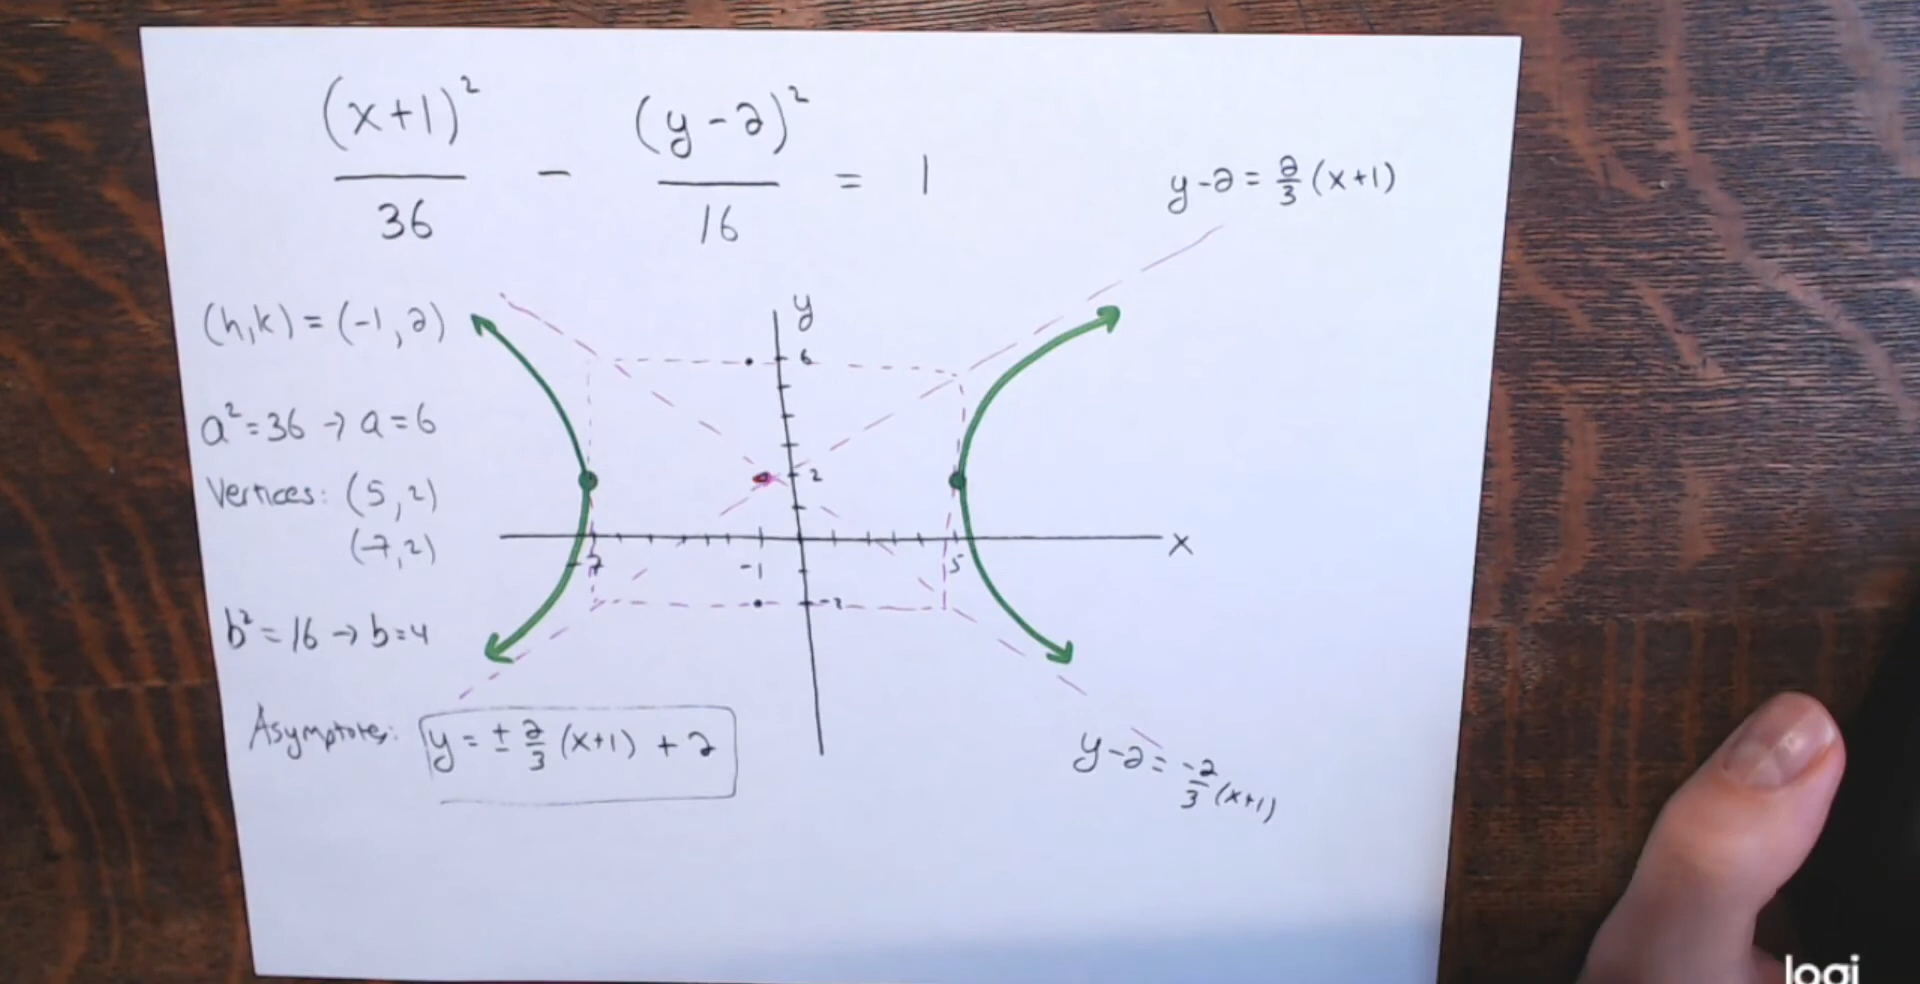 (x+1)² / 36 - (y-2)² / 16 = 1
y-2 = 2/3 (x+1)
(h,k) = (-1,2)
a² = 36 → a = 6
Vertices: (5,2)
(-7,2)
b² = 16 → b = 4
Asymptotes: y = ± 2/3 (x+1) + 2
y
6
2
x
-7
-1
5
-2
y-2 = -2/3 (x+1)
logi